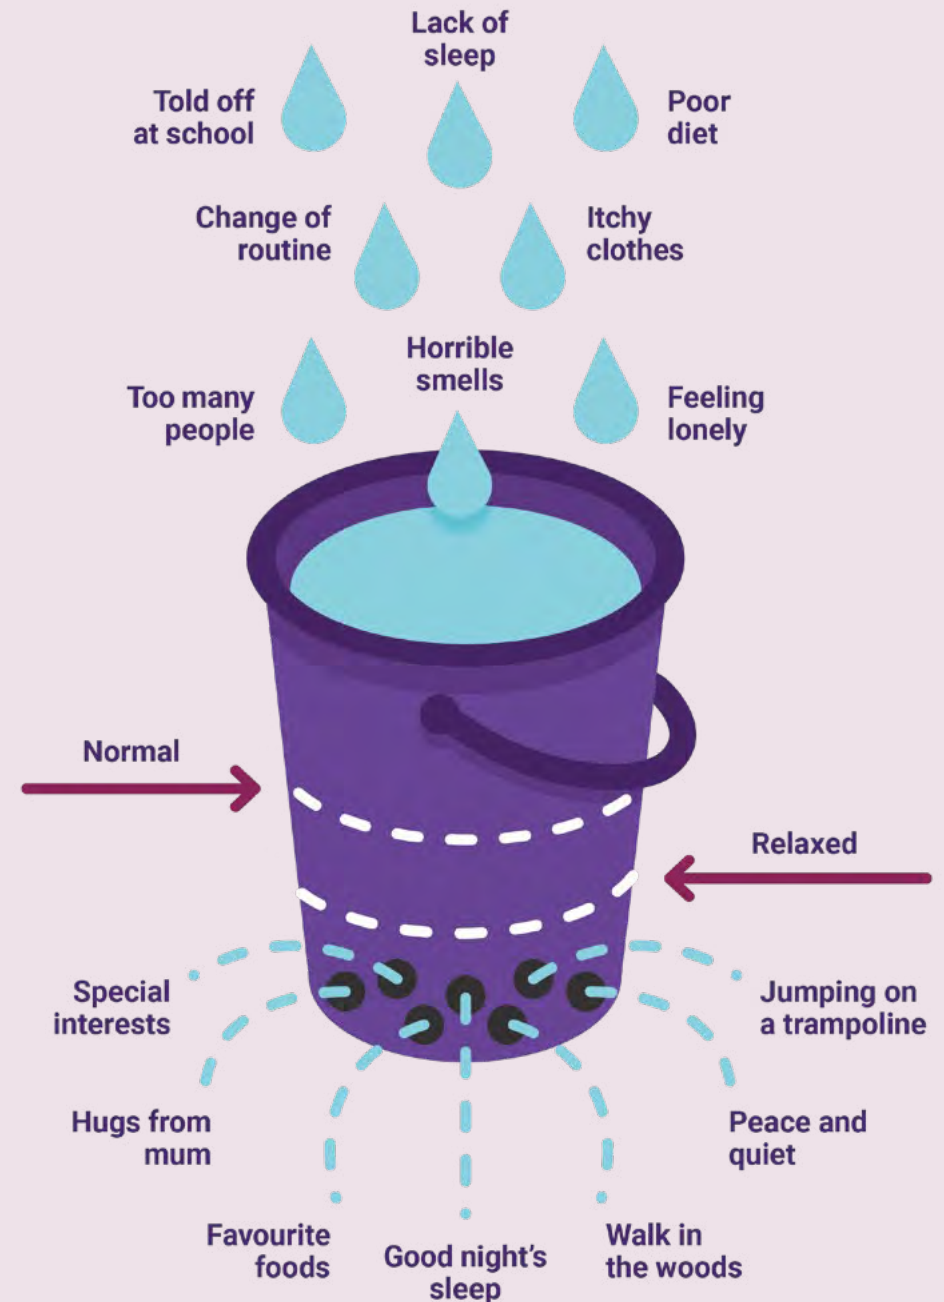 Lack of
sleep
Told off
at school
Poor
diet
Change of
routine
Itchy
clothes
Horrible
smells
Too many
people
Feeling
lonely
Normal
Relaxed
Special
interests
Jumping on
a trampoline
Hugs from
mum
Peace and
quiet
Favourite
foods
Good night's
sleep
Walk in
the woods